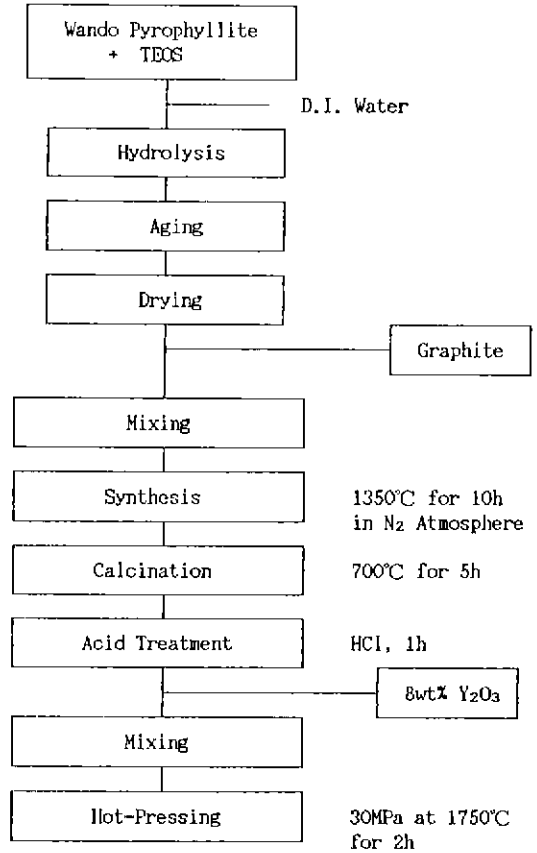 Wando Pyrophyllite
+ TEOS
D.I. Water
Hydrolysis
Aging
Drying
Graphite
Mixing
Synthesis
1350℃ for 10h
in N₂ Atmosphere
Calcination
700℃ for 5h
Acid Treatment
HCI, 1h
8wt% Y₂O₃
Mixing
Hot-Pressing
30MPa at 1750℃
for 2h